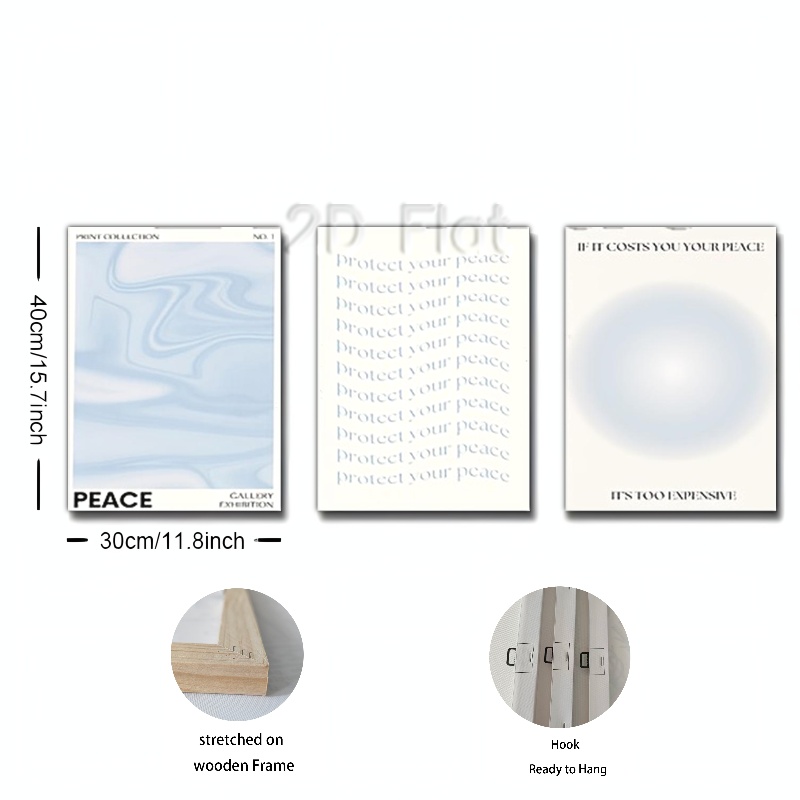 2D Flat
PRINT COLLECTION NO. 1
PEACE
GALLERY
EXHIBITION
protect your peace
protect your peace
protect your peace
protect your peace
protect your peace
protect your peace
protect your peace
protect your peace
protect your peace
protect your peace
protect your peace
IF IT COSTS YOU YOUR PEACE
IT'S TOO EXPENSIVE
40cm/15.7inch
30cm/11.8inch
stretched on
wooden Frame
Hook
Ready to Hang